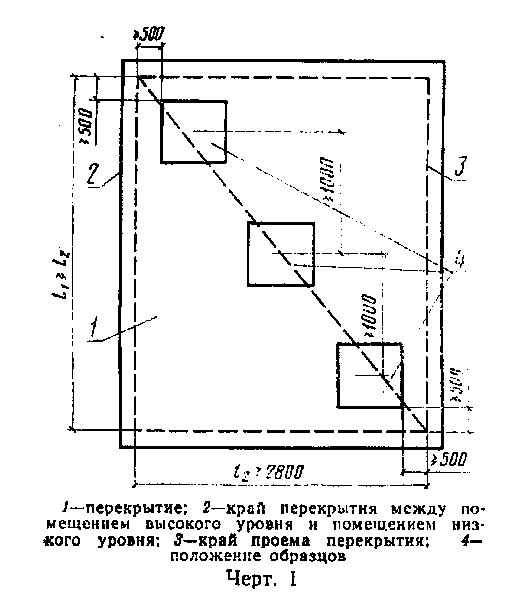 ≥500
≥500
2
3
≥1000
4
l₁ ≥ l₂
1
≥1000
≥500
≥500
l₂ ≥ 2800
1—перекрытие; 2—край перекрытия между по-
мещением высокого уровня и помещением низ-
кого уровня; 3—край проема перекрытия; 4—
положение образцов
Черт. 1